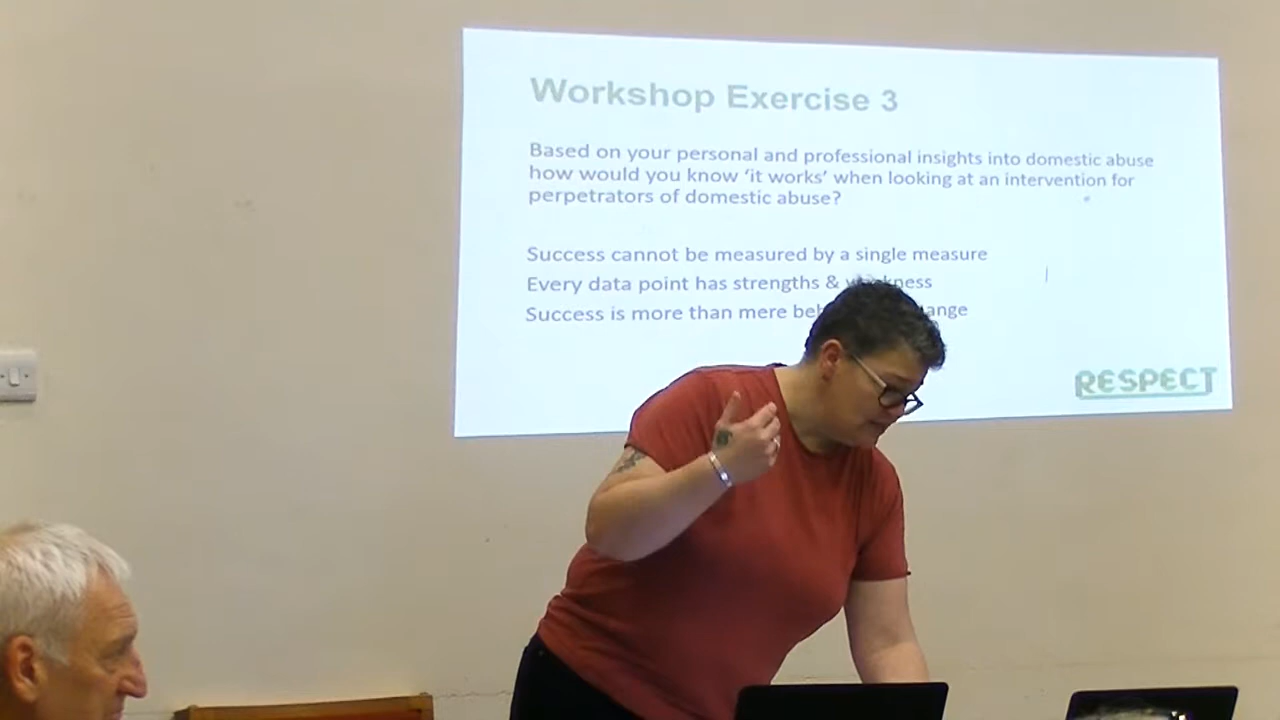 Workshop Exercise 3
Based on your personal and professional insights into domestic abuse
how would you know ‘it works’ when looking at an intervention for
perpetrators of domestic abuse?
Success cannot be measured by a single measure
Every data point has strengths &
Success is more than mere
RESPECT